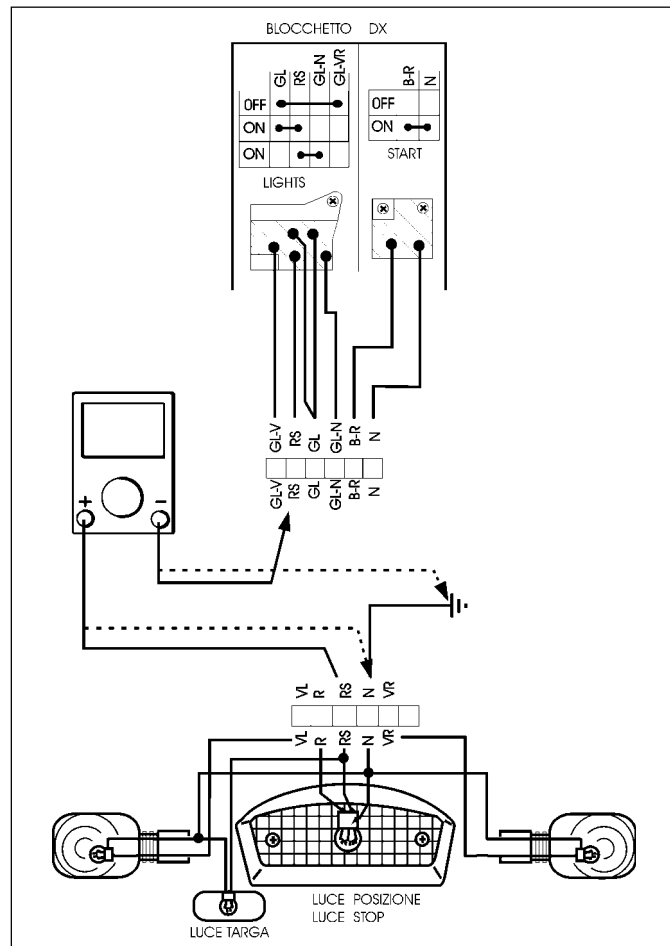 BLOCCHETTO DX
GL RS GL-N GL-VR
B-R N
OFF
ON
ON
OFF
ON
LIGHTS
START
GL-V RS GL GL-N B-R N
GL-V RS GL GL-N B-R N
+ −
VL R RS N VR
VL R RS N VR
LUCE POSIZIONE
LUCE STOP
LUCE TARGA